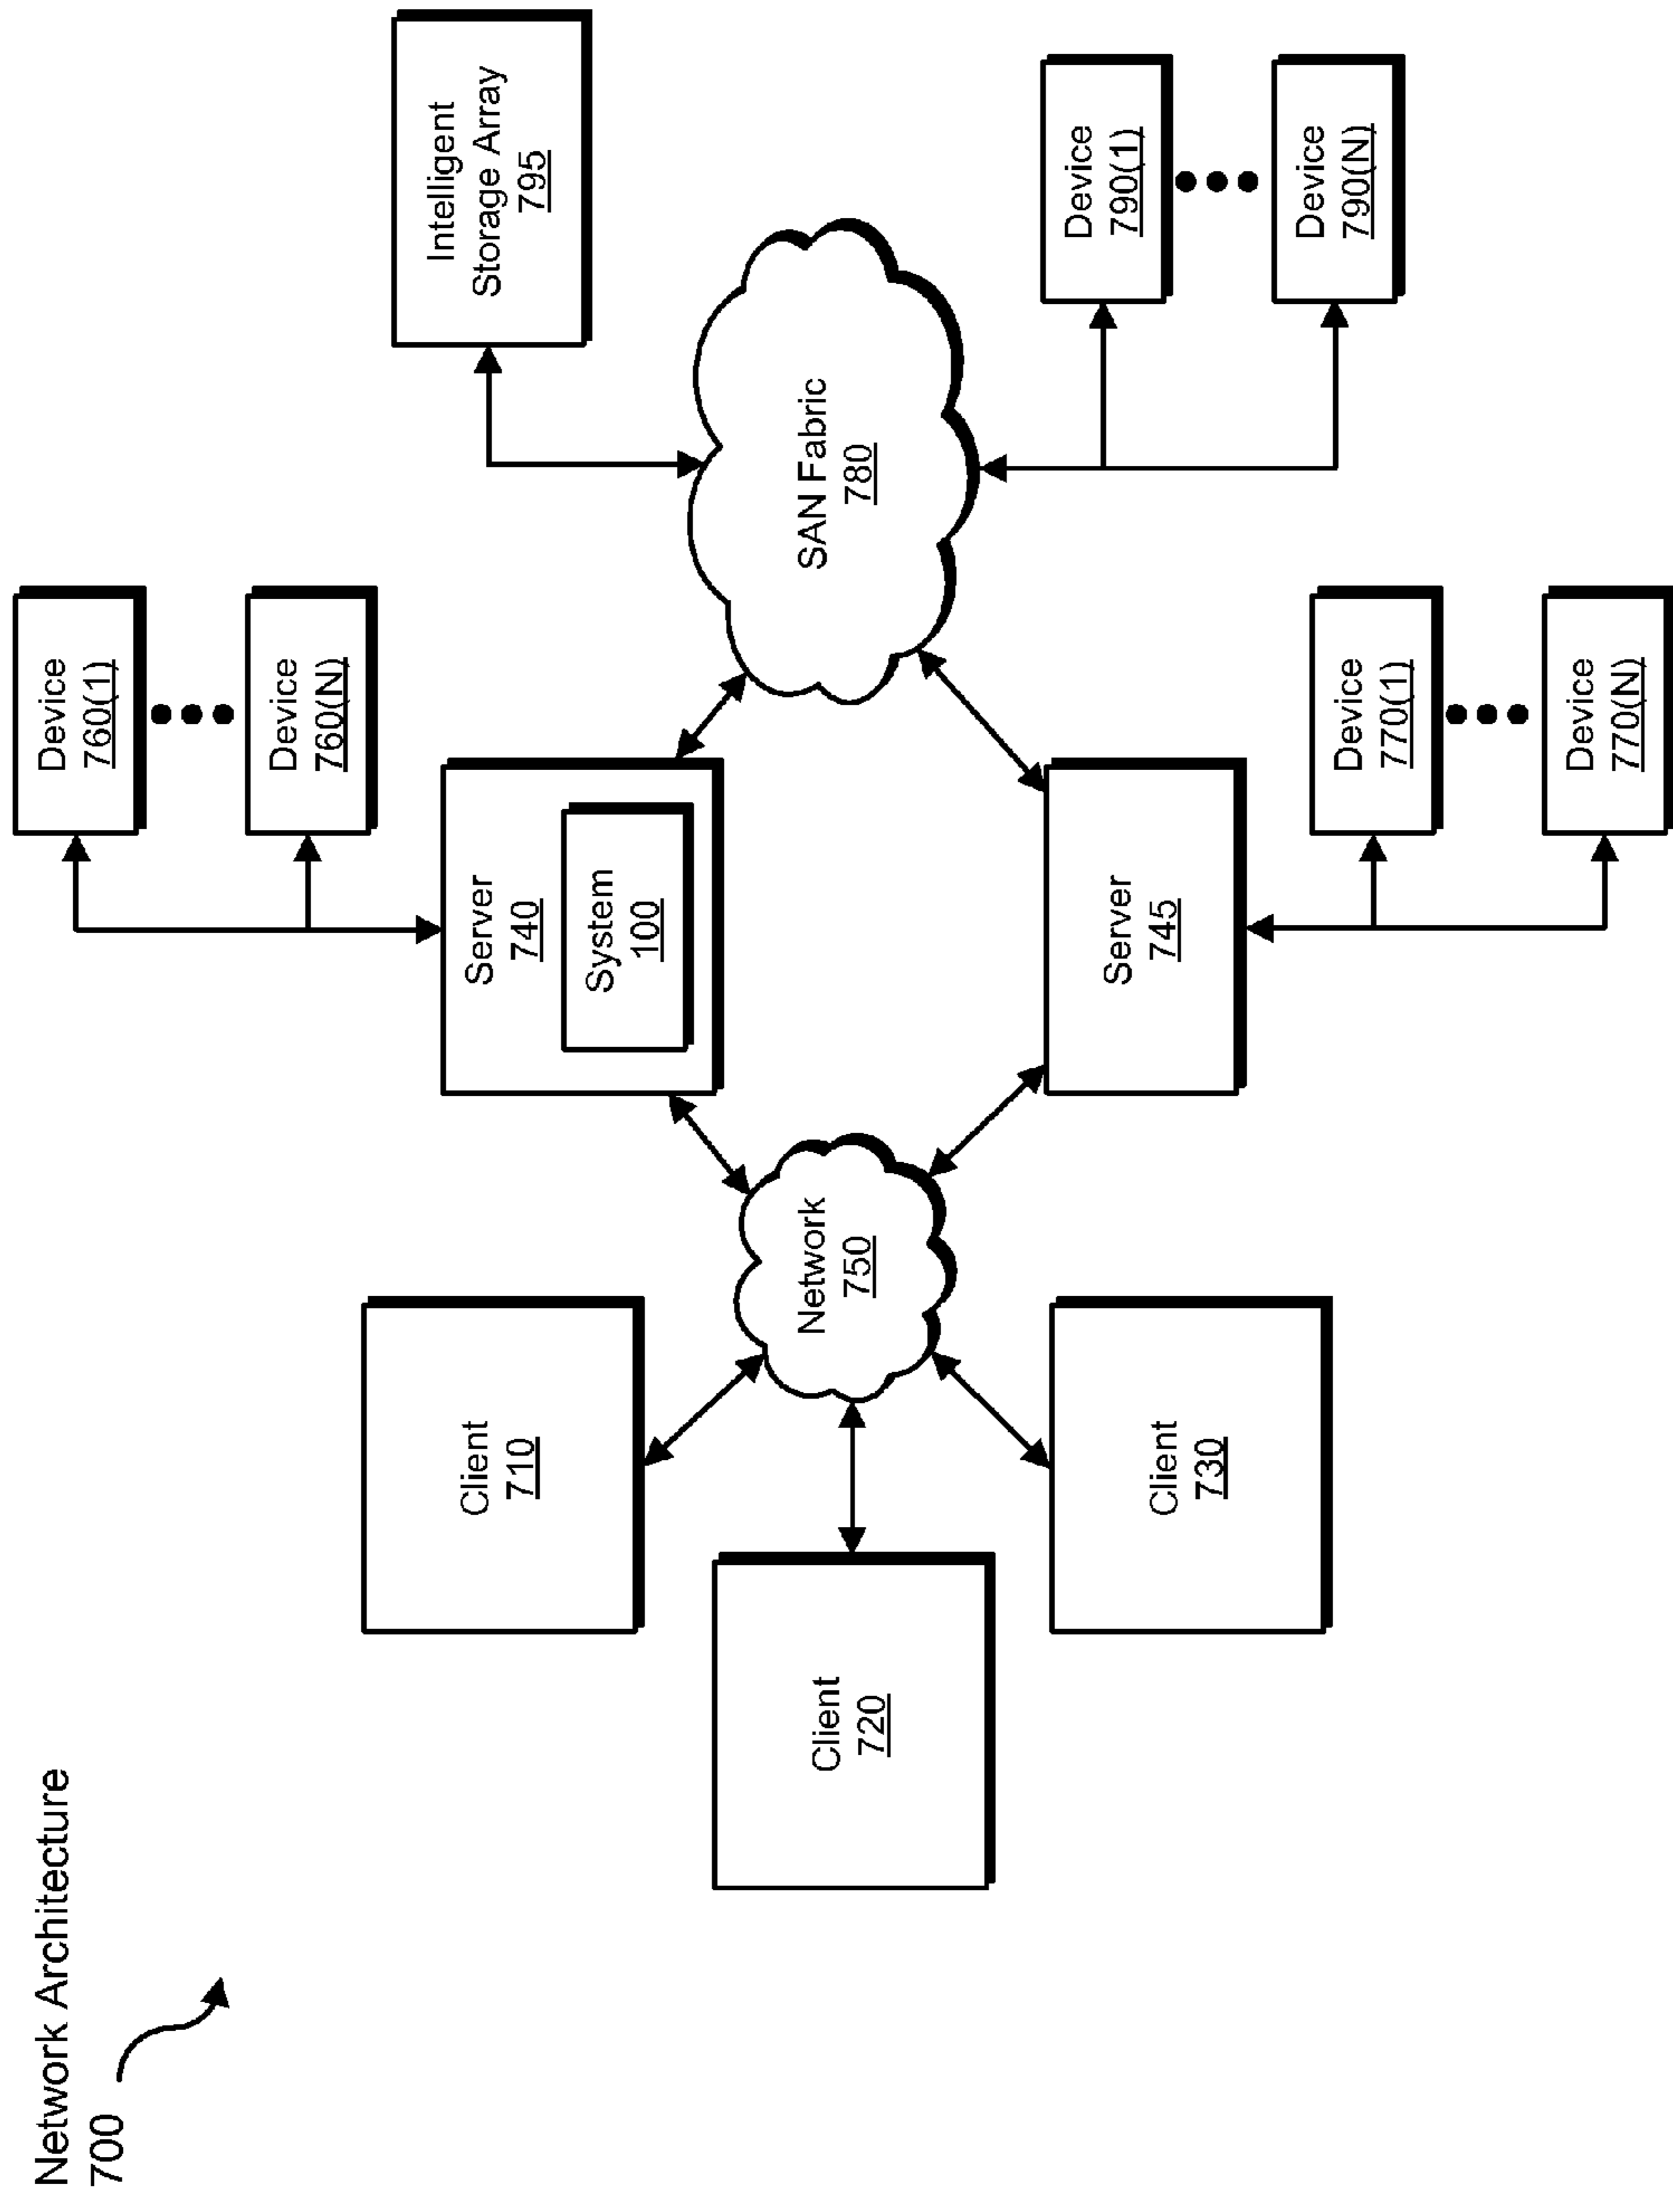 Network Architecture
700
Client
710
Client
720
Client
730
Network
750
Server
740
System
100
Server
745
Device
760(1)
Device
760(N)
Device
770(1)
Device
770(N)
SAN Fabric
780
Intelligent
Storage Array
795
Device
790(1)
Device
790(N)